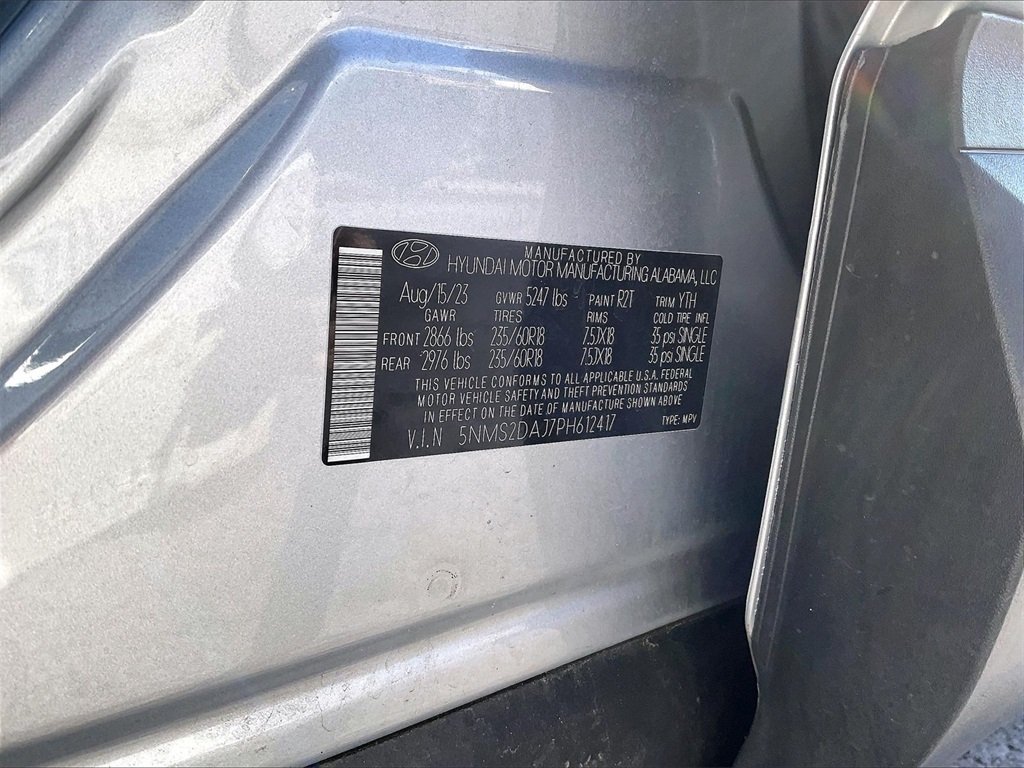 MANUFACTURED BY
HYUNDAI MOTOR MANUFACTURING ALABAMA, LLC
Aug/15/23 GVWR 5247 lbs PAINT R2T TRIM YTH
GAWR TIRES RIMS COLD TIRE INFL
FRONT 2866 lbs 235/60R18 7.5JX18 35 psi SINGLE
REAR 2976 lbs 235/60R18 7.5JX18 35 psi SINGLE
THIS VEHICLE CONFORMS TO ALL APPLICABLE U.S.A. FEDERAL
MOTOR VEHICLE SAFETY AND THEFT PREVENTION STANDARDS
IN EFFECT ON THE DATE OF MANUFACTURE SHOWN ABOVE
V.I.N 5NMS2DAJ7PH612417 TYPE: MPV